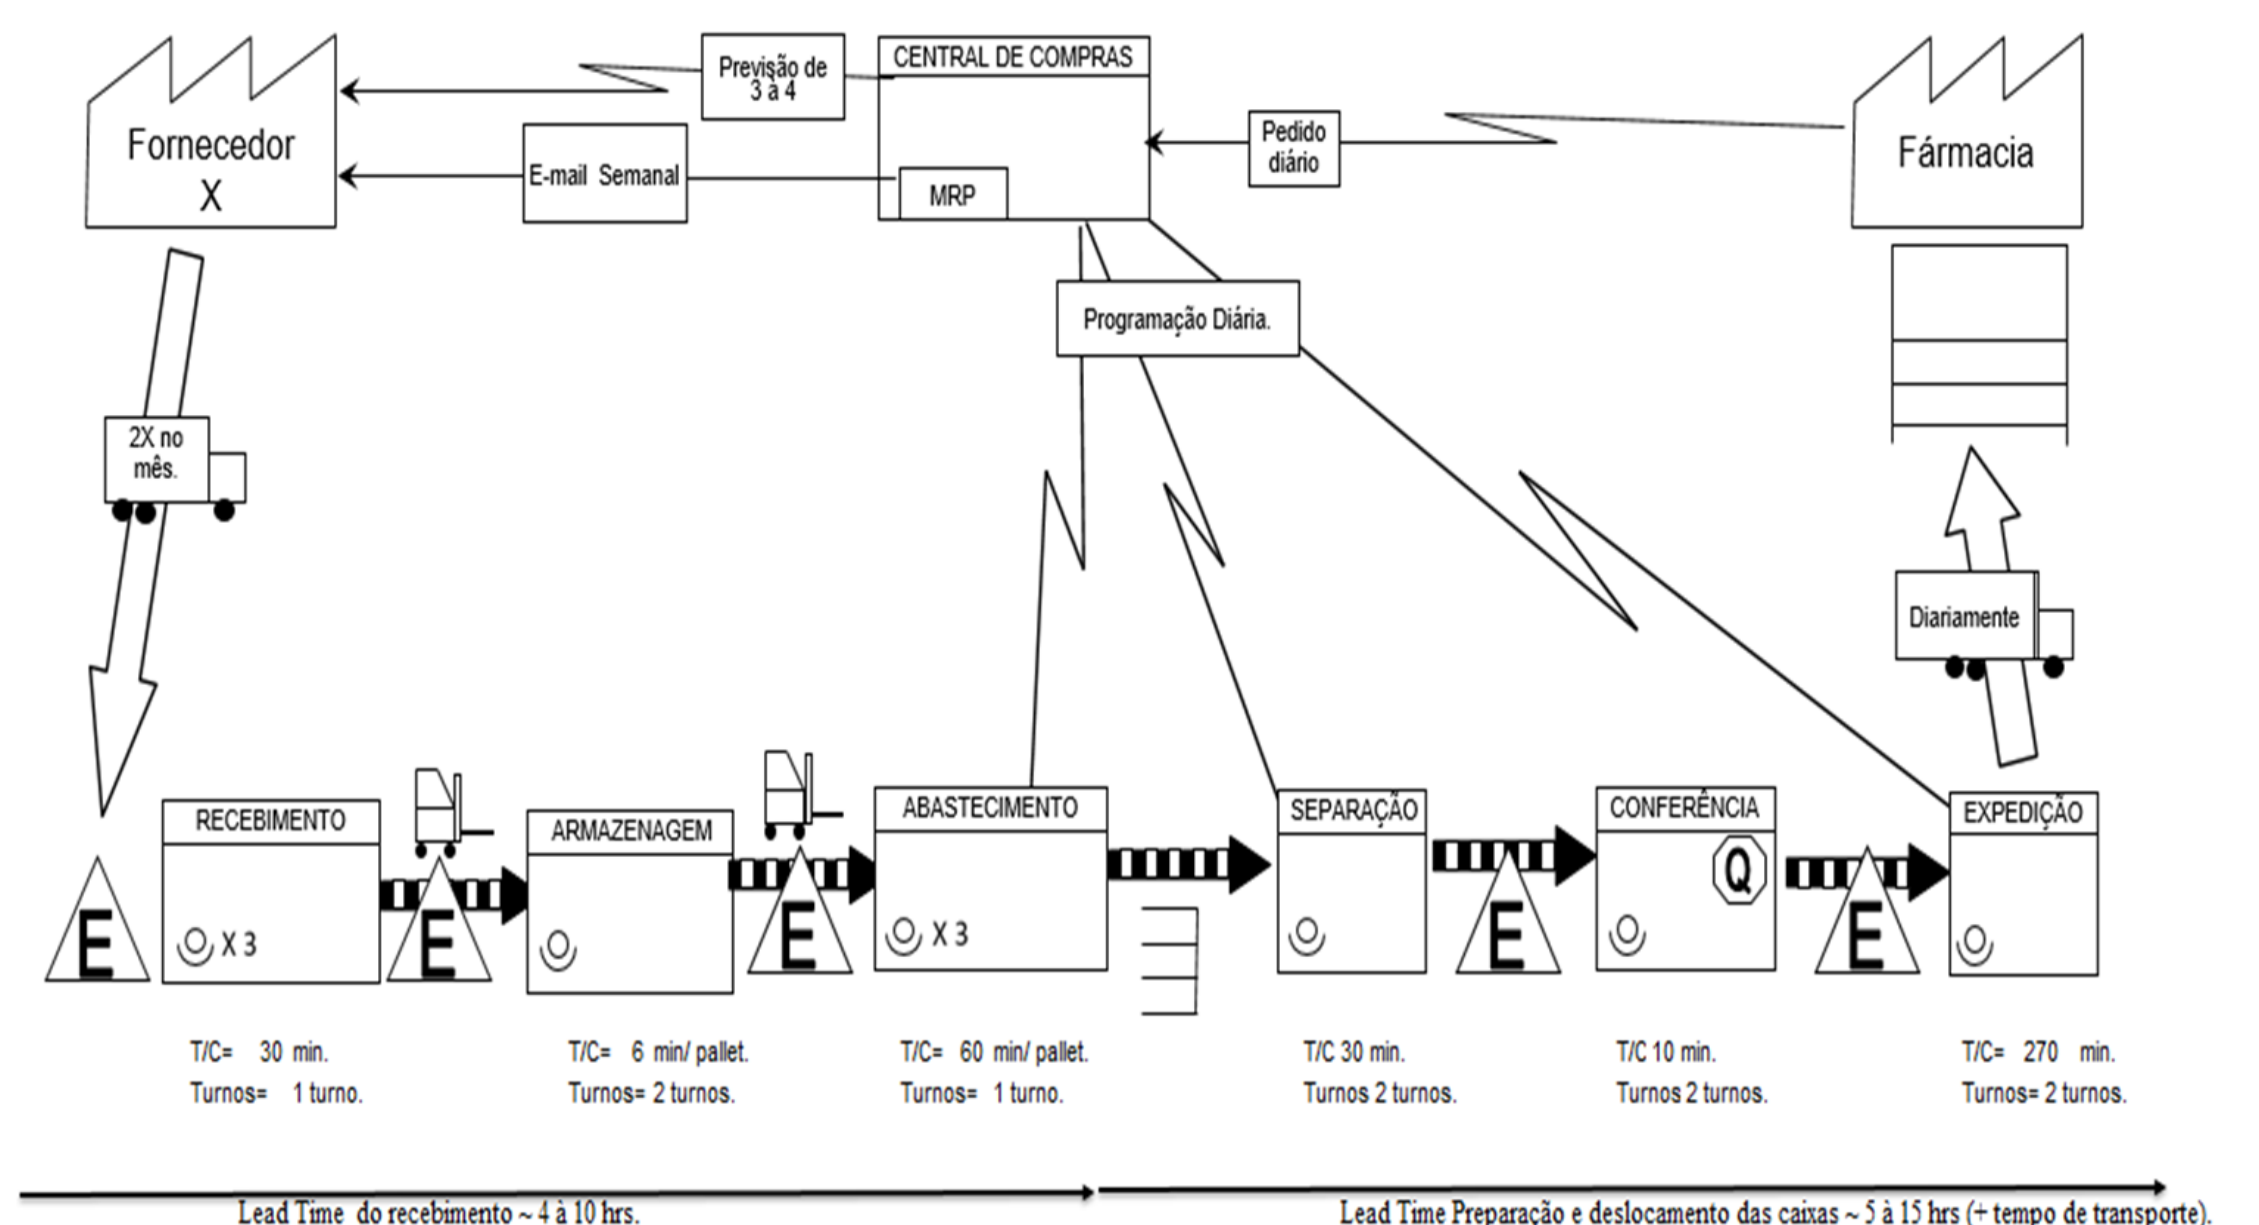 Fornecedor
X
Previsão de
3 à 4
E-mail Semanal
CENTRAL DE COMPRAS
MRP
Pedido
diário
Fármacia
Programação Diária.
2X no
mês.
Diariamente
E
RECEBIMENTO
X 3
E
ARMAZENAGEM
E
ABASTECIMENTO
X 3
SEPARAÇÃO
E
CONFERÊNCIA
Q
E
EXPEDIÇÃO
T/C= 30 min.
Turnos= 1 turno.
T/C= 6 min/ pallet.
Turnos= 2 turnos.
T/C= 60 min/ pallet.
Turnos= 1 turno.
T/C 30 min.
Turnos 2 turnos.
T/C 10 min.
Turnos 2 turnos.
T/C= 270 min.
Turnos= 2 turnos.
Lead Time do recebimento ~ 4 à 10 hrs.
Lead Time Preparação e deslocamento das caixas ~ 5 à 15 hrs (+ tempo de transporte).